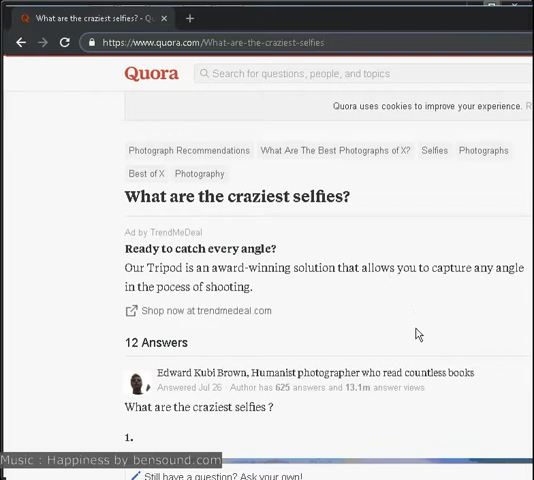 What are the craziest selfies? - Qu
https://www.quora.com/What-are-the-craziest-selfies
Quora
Search for questions, people, and topics
Quora uses cookies to improve your experience. R
Photograph Recommendations What Are The Best Photographs of X? Selfies Photographs
Best of X Photography
What are the craziest selfies?
Ad by TrendMeDeal
Ready to catch every angle?
Our Tripod is an award-winning solution that allows you to capture any angle
in the pocess of shooting.
Shop now at trendmedeal.com
12 Answers
Edward Kubi Brown, Humanist photographer who read countless books
Answered Jul 26 · Author has 625 answers and 13.1m answer views
What are the craziest selfies ?
1.
Music : Happiness by bensound.com
Still have a question? Ask your own!